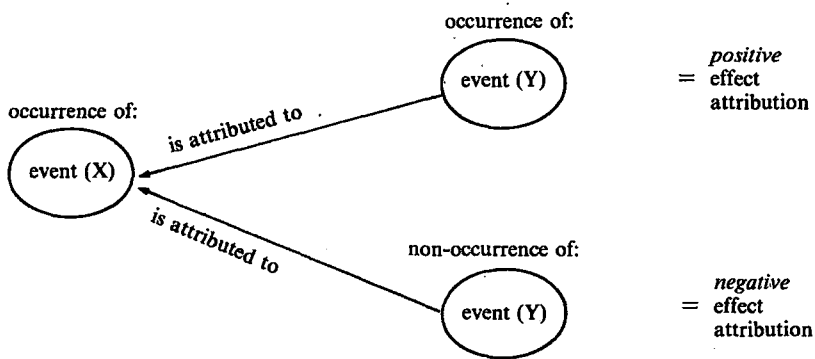 occurrence of:
event (Y)
= positive
effect
attribution
occurrence of:
event (X)
is attributed to
is attributed to
non-occurrence of:
event (Y)
= negative
effect
attribution